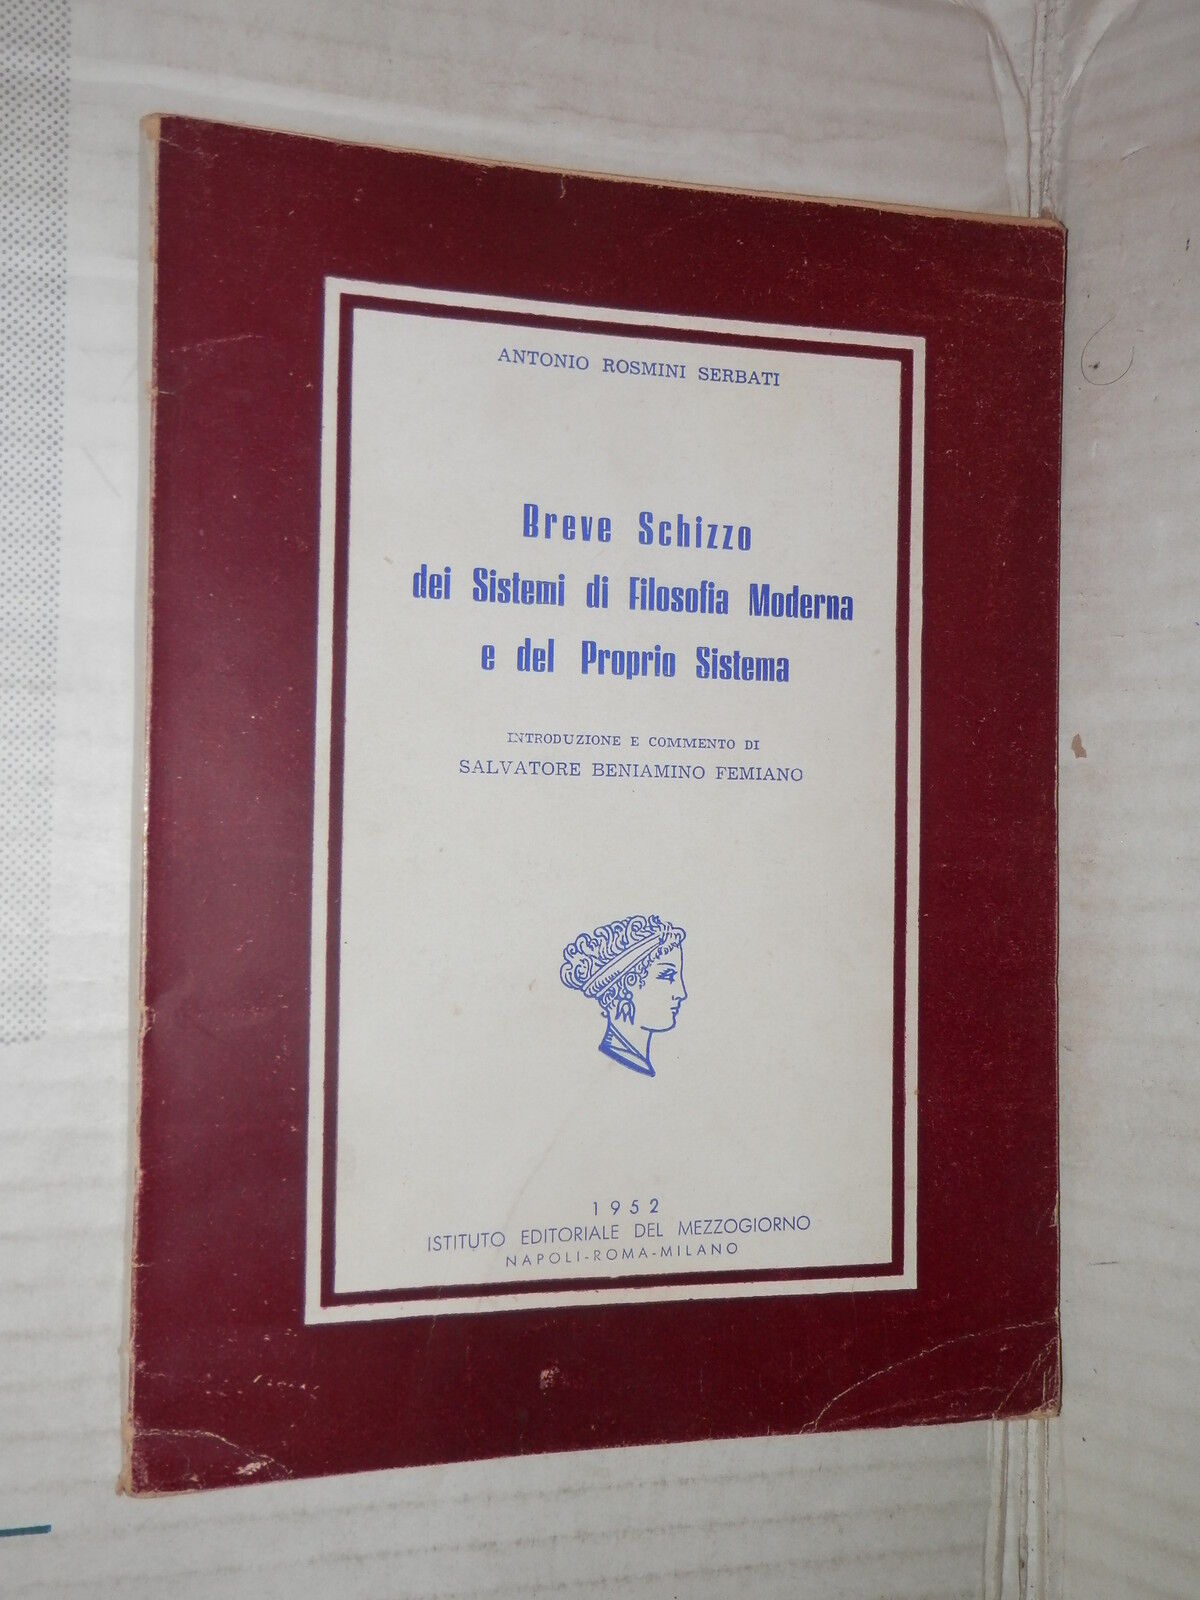 ANTONIO ROSMINI SERBATI
Breve Schizzo
dei Sistemi di Filosofia Moderna
e del Proprio Sistema
INTRODUZIONE E COMMENTO DI
SALVATORE BENIAMINO FEMIANO
1952
ISTITUTO EDITORIALE DEL MEZZOGIORNO
NAPOLI-ROMA-MILANO